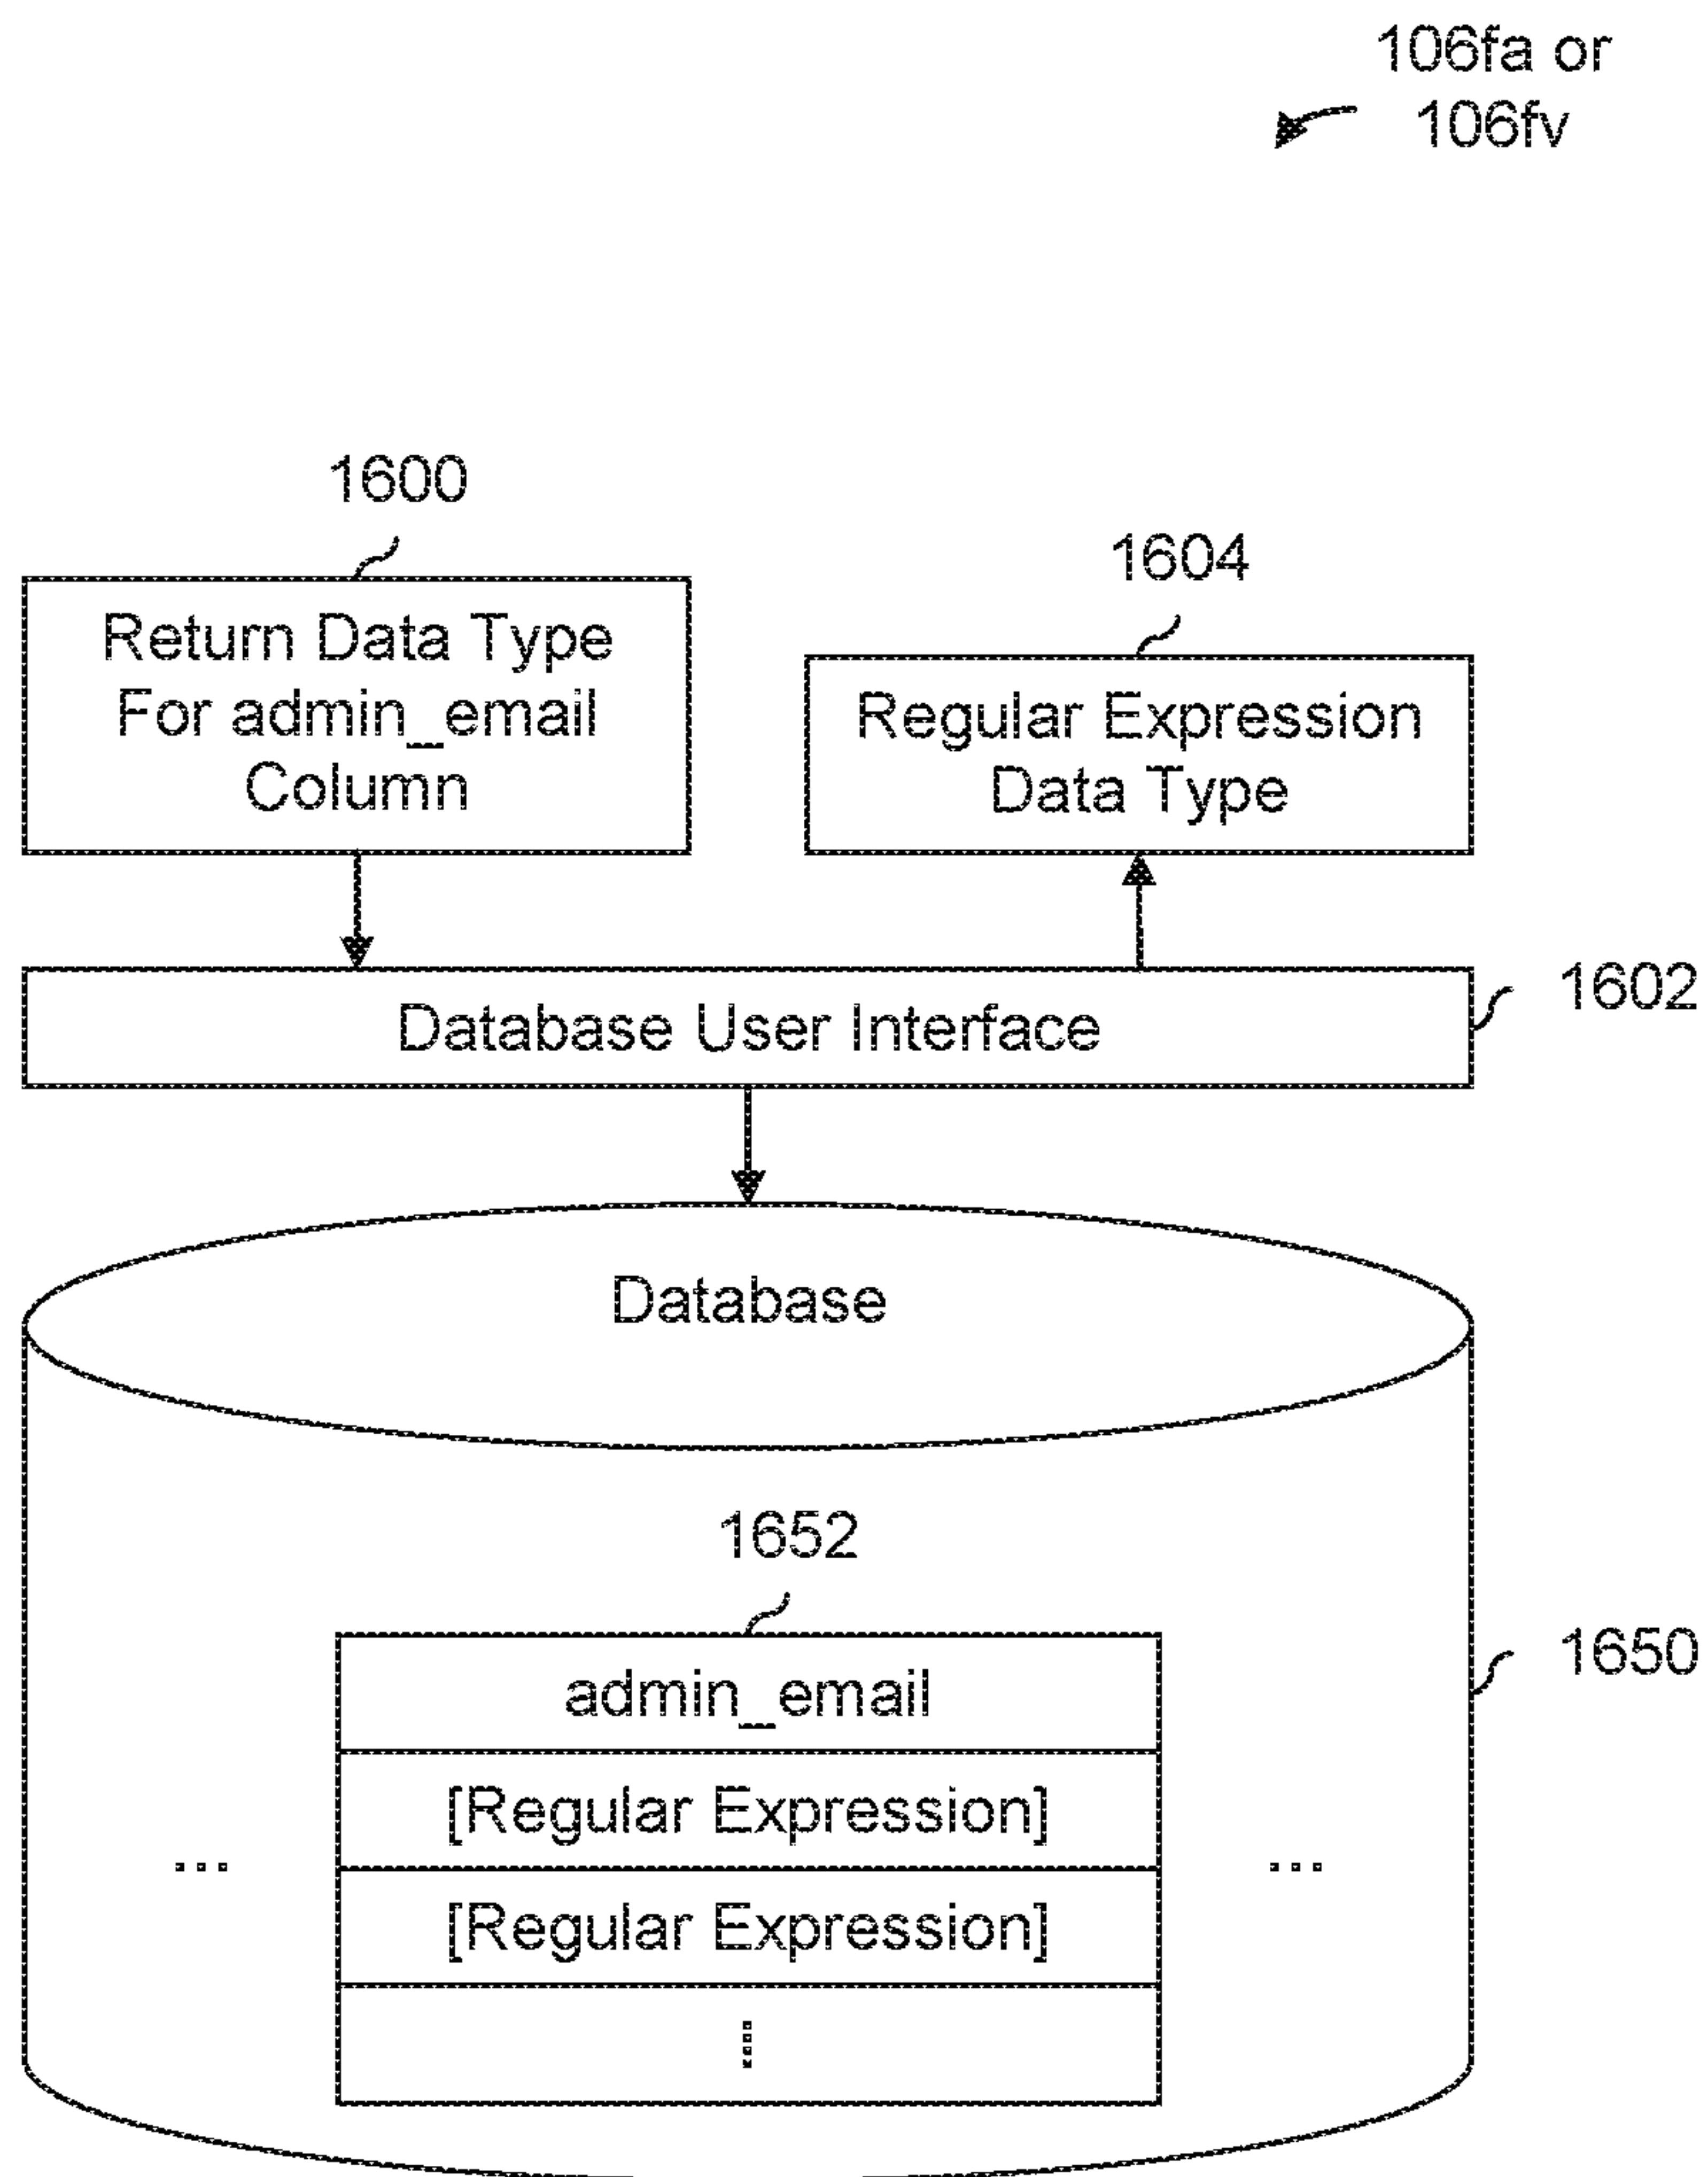 106fa or
106fv
1600
1604
Return Data Type
For admin_email
Column
Regular Expression
Data Type
1602
Database User Interface
Database
1652
1650
admin_email
[Regular Expression]
...
...
[Regular Expression]